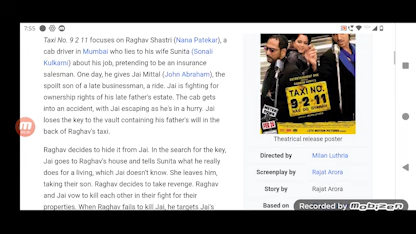 7:55
Taxi No. 9 2 11 focuses on Raghav Shastri (Nana Patekar), a
cab driver in Mumbai who lies to his wife Sunita (Sonali
Kulkarni) about his job, pretending to be an insurance
salesman. One day, he gives Jai Mittal (John Abraham), the
spoilt son of a late businessman, a ride. Jai is fighting for
ownership rights of his late father's estate. The cab gets
into an accident, with Jai escaping as he's in a hurry. Jai
loses the key to the vault containing his father's will in the
back of Raghav's taxi.
Raghav decides to hide it from Jai. In the search for the key,
Jai goes to Raghav's house and tells Sunita what he really
does for a living, which Jai doesn't know. She leaves him,
taking their son. Raghav decides to take revenge. Raghav
and Jai vow to kill each other in their fight for their
properties. When Raghav fails to kill Jai, he targets Jai's
TAXI NO.
9 2 11
Theatrical release poster
Directed by Milan Luthria
Screenplay by Rajat Arora
Story by Rajat Arora
Based on
Recorded by Mobizen